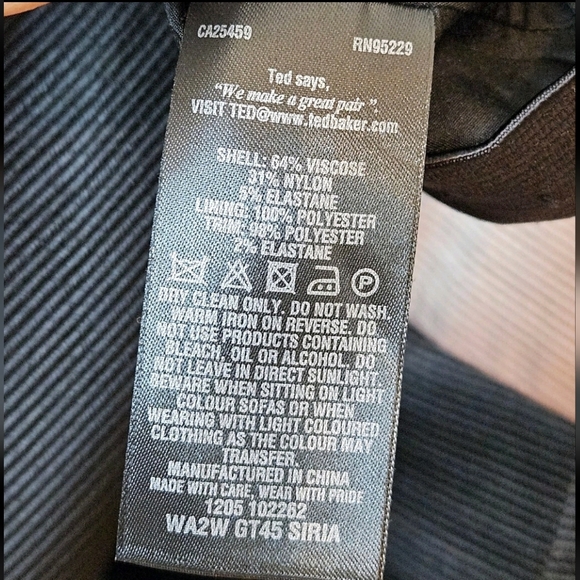 CA25459 RN95229
Ted says,
"We make a great pair".
VISIT TED@www.tedbaker.com
SHELL: 64% VISCOSE
31% NYLON
5% ELASTANE
LINING: 100% POLYESTER
TRIM: 98% POLYESTER
2% ELASTANE
P
DRY CLEAN ONLY. DO NOT WASH
WARM IRON ON REVERSE. DO
NOT USE PRODUCTS CONTAINING
BLEACH, OIL OR ALCOHOL. DO
NOT LEAVE IN DIRECT SUNLIGHT.
BEWARE WHEN SITTING ON LIGHT
COLOUR SOFAS OR WHEN
WEARING WITH LIGHT COLOURED
CLOTHING AS THE COLOUR MAY
TRANSFER.
MANUFACTURED IN CHINA
MADE WITH CARE, WEAR WITH PRIDE
1205 102262
WA2W GT45 SIRIA